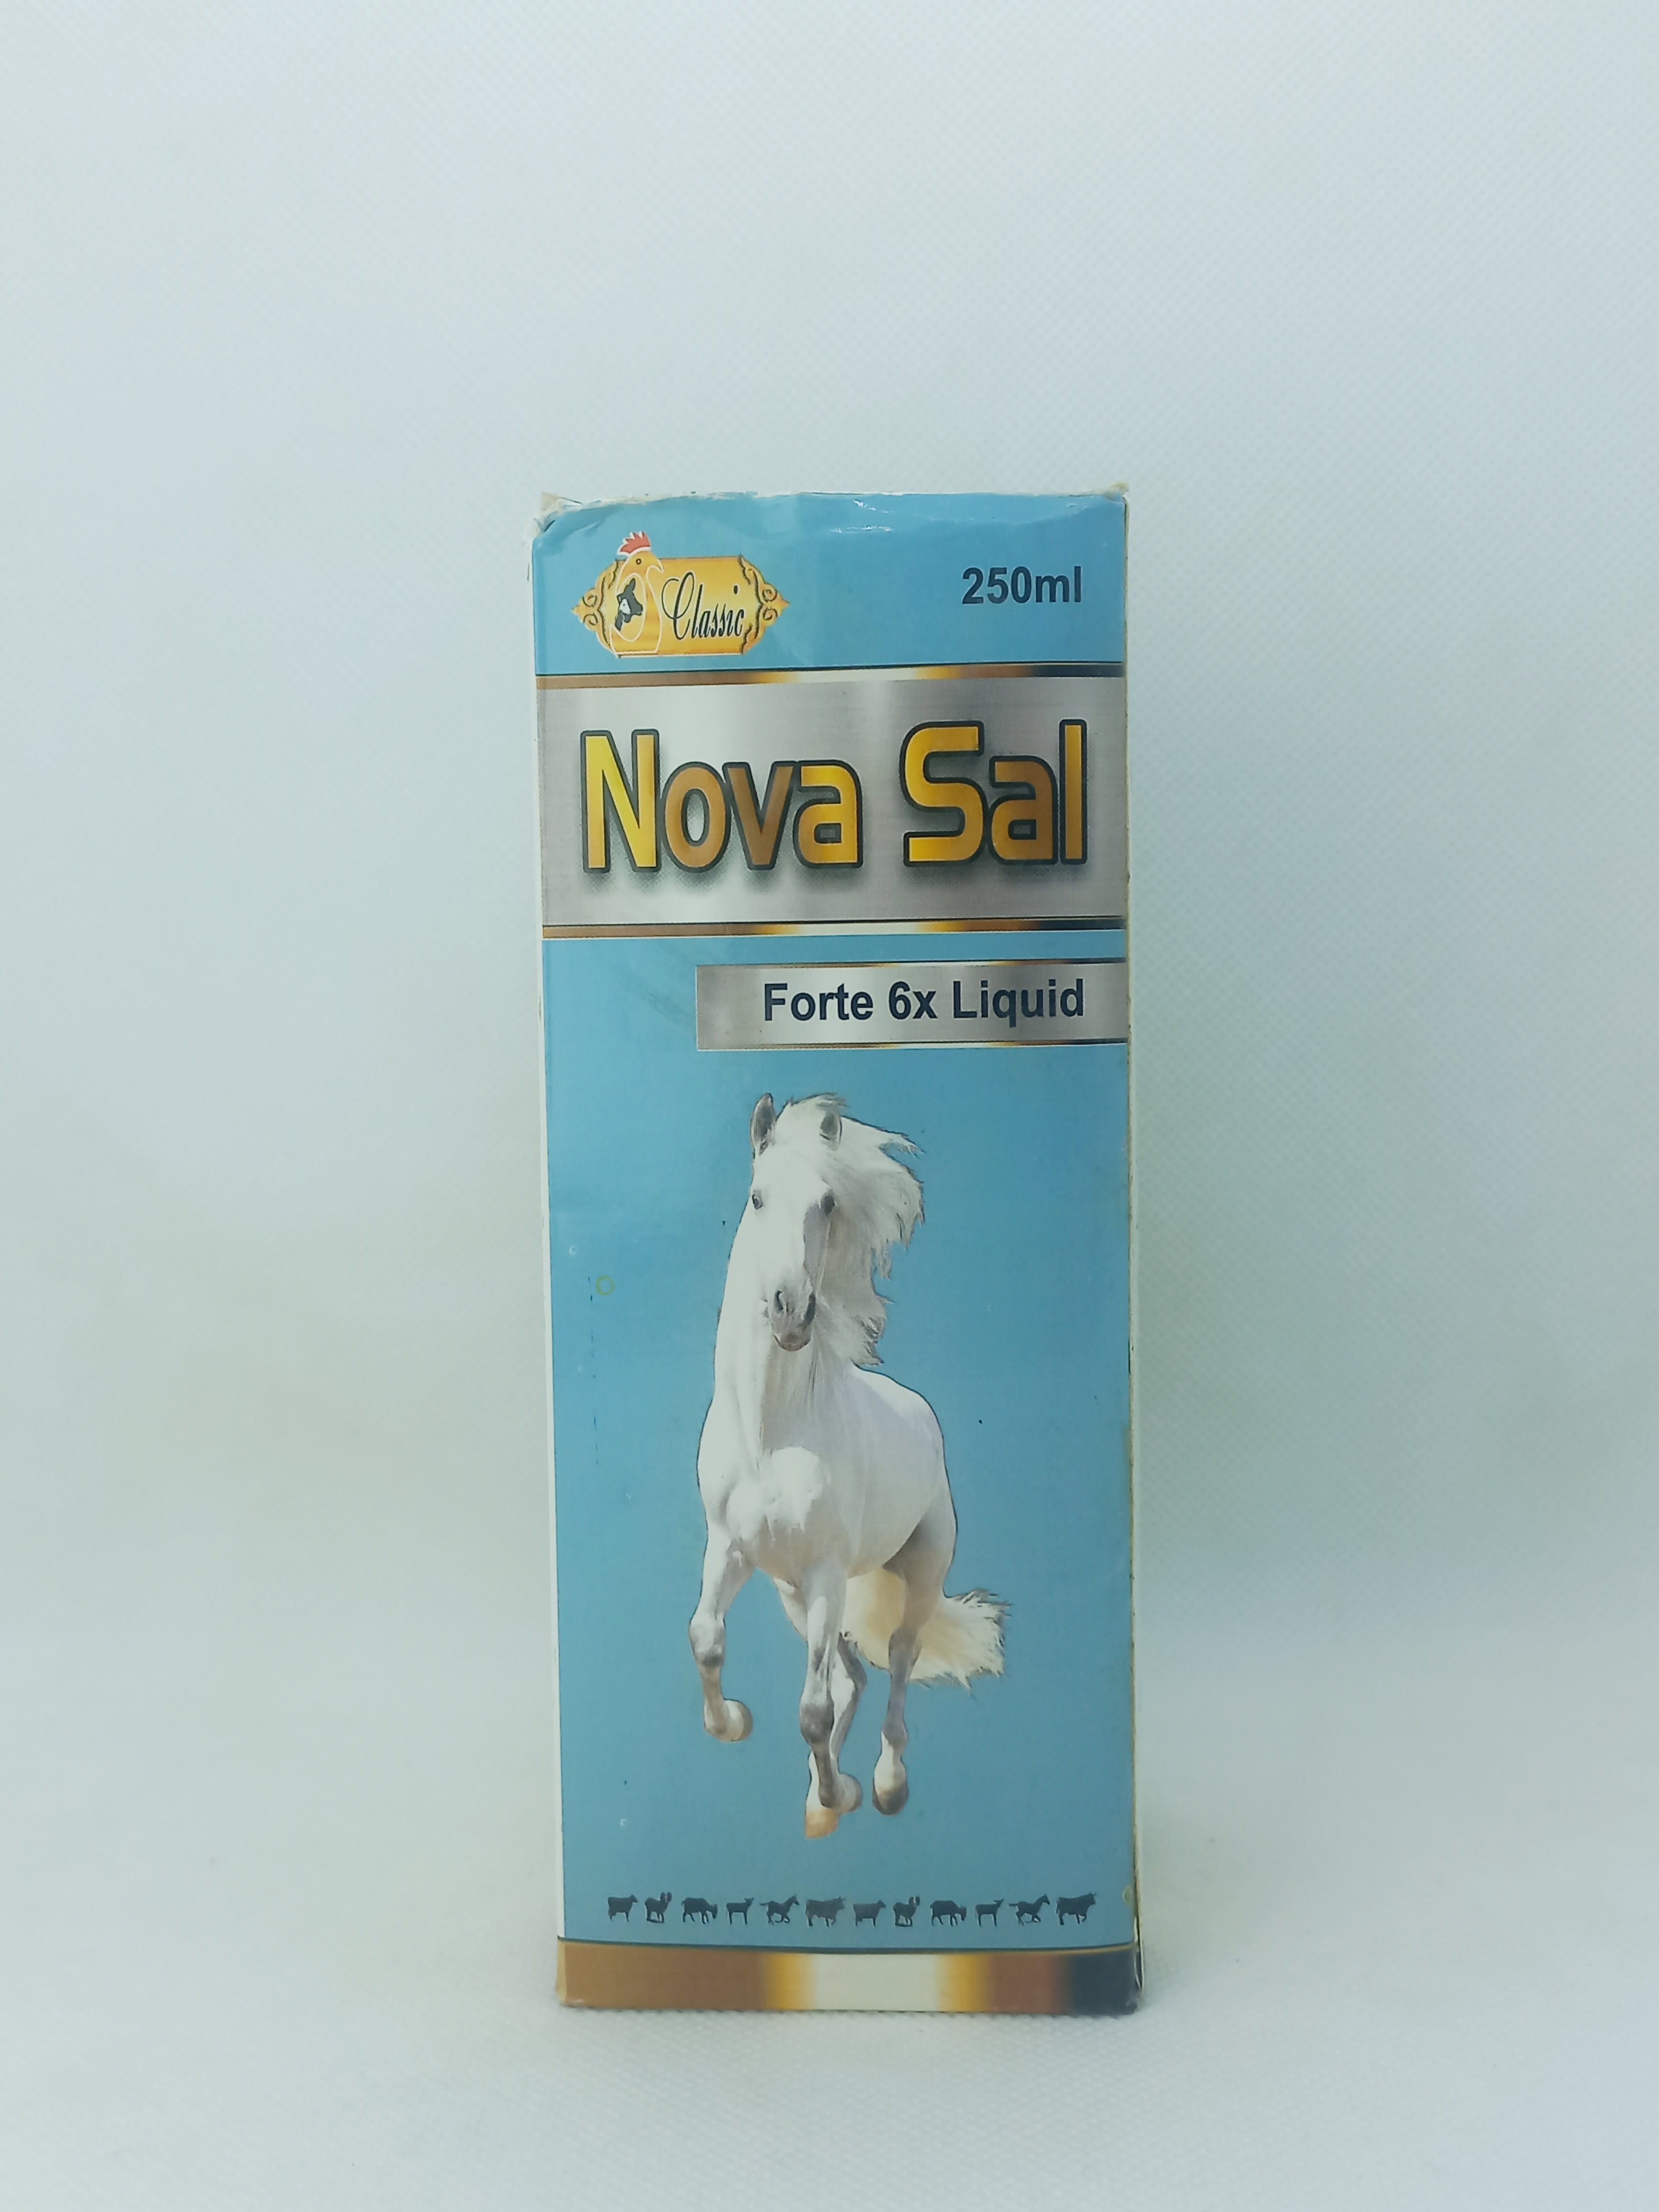 Classic
250ml
Nova Sal
Forte 6x Liquid